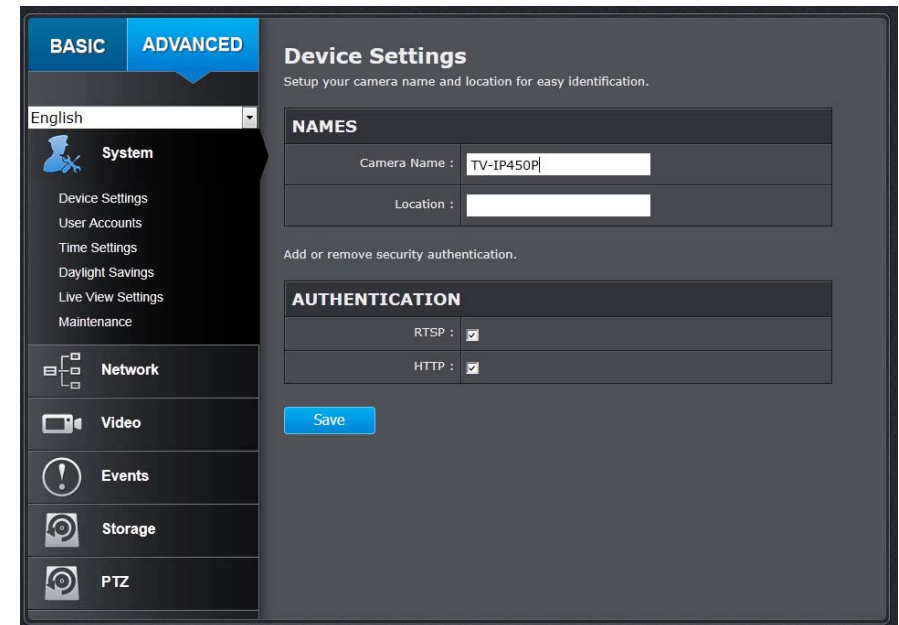 BASIC
ADVANCED
English
System
Device Settings
User Accounts
Time Settings
Daylight Savings
Live View Settings
Maintenance
Network
Video
Events
Storage
PTZ
Device Settings
Setup your camera name and location for easy identification.
NAMES
Camera Name : TV-IP450P
Location :
Add or remove security authentication.
AUTHENTICATION
RTSP :
HTTP :
Save